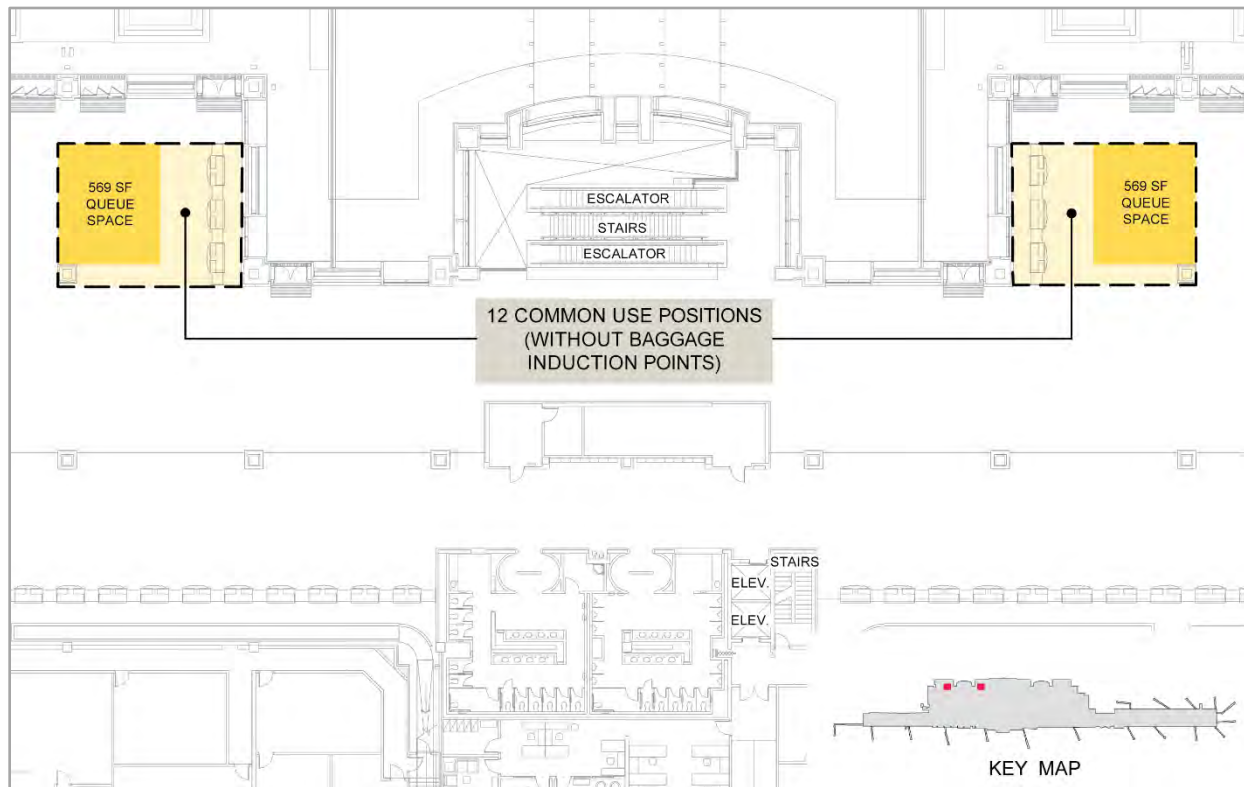 569 SF
QUEUE
SPACE
ESCALATOR
STAIRS
ESCALATOR
569 SF
QUEUE
SPACE
12 COMMON USE POSITIONS
(WITHOUT BAGGAGE
INDUCTION POINTS)
STAIRS
ELEV.
ELEV.
KEY MAP